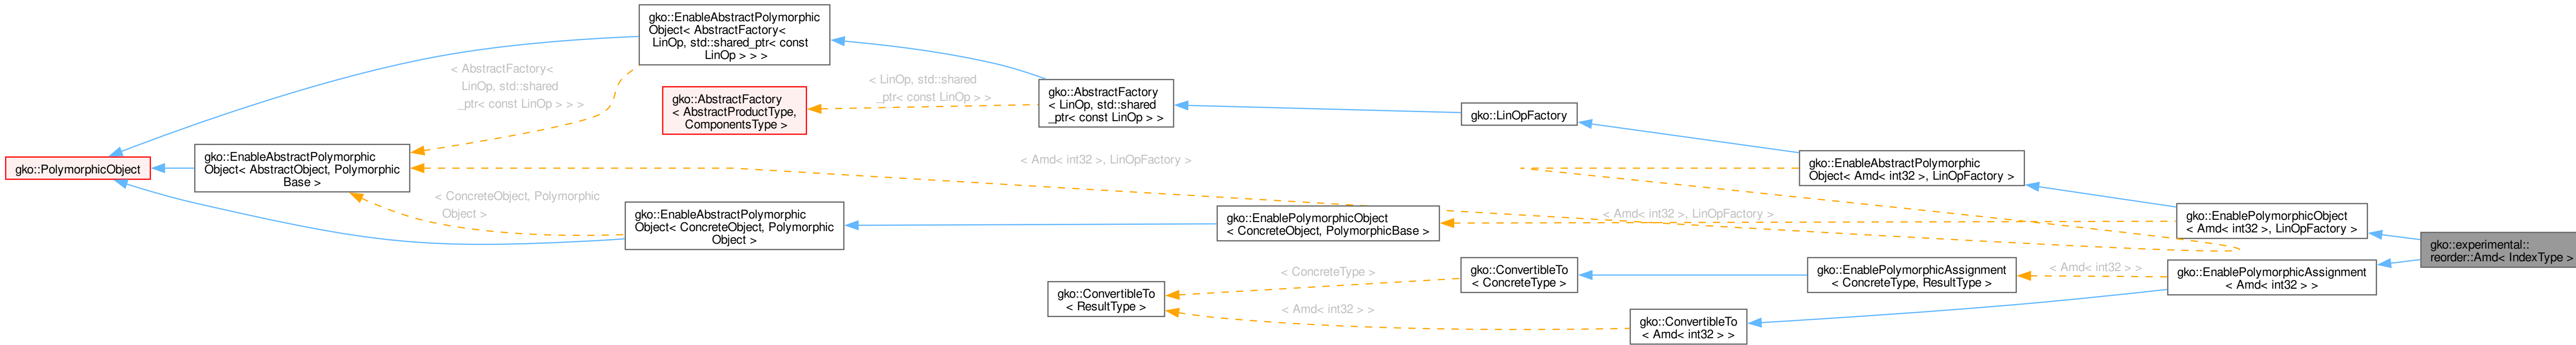 gko::PolymorphicObject
gko::EnableAbstractPolymorphic
Object< AbstractObject, Polymorphic
Base >
gko::EnableAbstractPolymorphic
Object< AbstractFactory<
LinOp, std::shared_ptr< const
LinOp > > >
< AbstractFactory<
LinOp, std::shared
_ptr< const LinOp > > >
gko::AbstractFactory
< AbstractProductType,
ComponentsType >
< LinOp, std::shared
_ptr< const LinOp > >
gko::AbstractFactory
< LinOp, std::shared
_ptr< const LinOp > >
gko::LinOpFactory
gko::EnableAbstractPolymorphic
Object< Amd< int32 >, LinOpFactory >
< Amd< int32 >, LinOpFactory >
< ConcreteObject, Polymorphic
Object >
gko::EnableAbstractPolymorphic
Object< ConcreteObject, Polymorphic
Object >
gko::EnablePolymorphicObject
< ConcreteObject, PolymorphicBase >
< Amd< int32 >, LinOpFactory >
gko::EnablePolymorphicObject
< Amd< int32 >, LinOpFactory >
gko::experimental::
reorder::Amd< IndexType >
gko::ConvertibleTo
< ResultType >
< ConcreteType >
< Amd< int32 > >
gko::ConvertibleTo
< ConcreteType >
gko::EnablePolymorphicAssignment
< ConcreteType, ResultType >
< Amd< int32 > >
gko::EnablePolymorphicAssignment
< Amd< int32 > >
gko::ConvertibleTo
< Amd< int32 > >